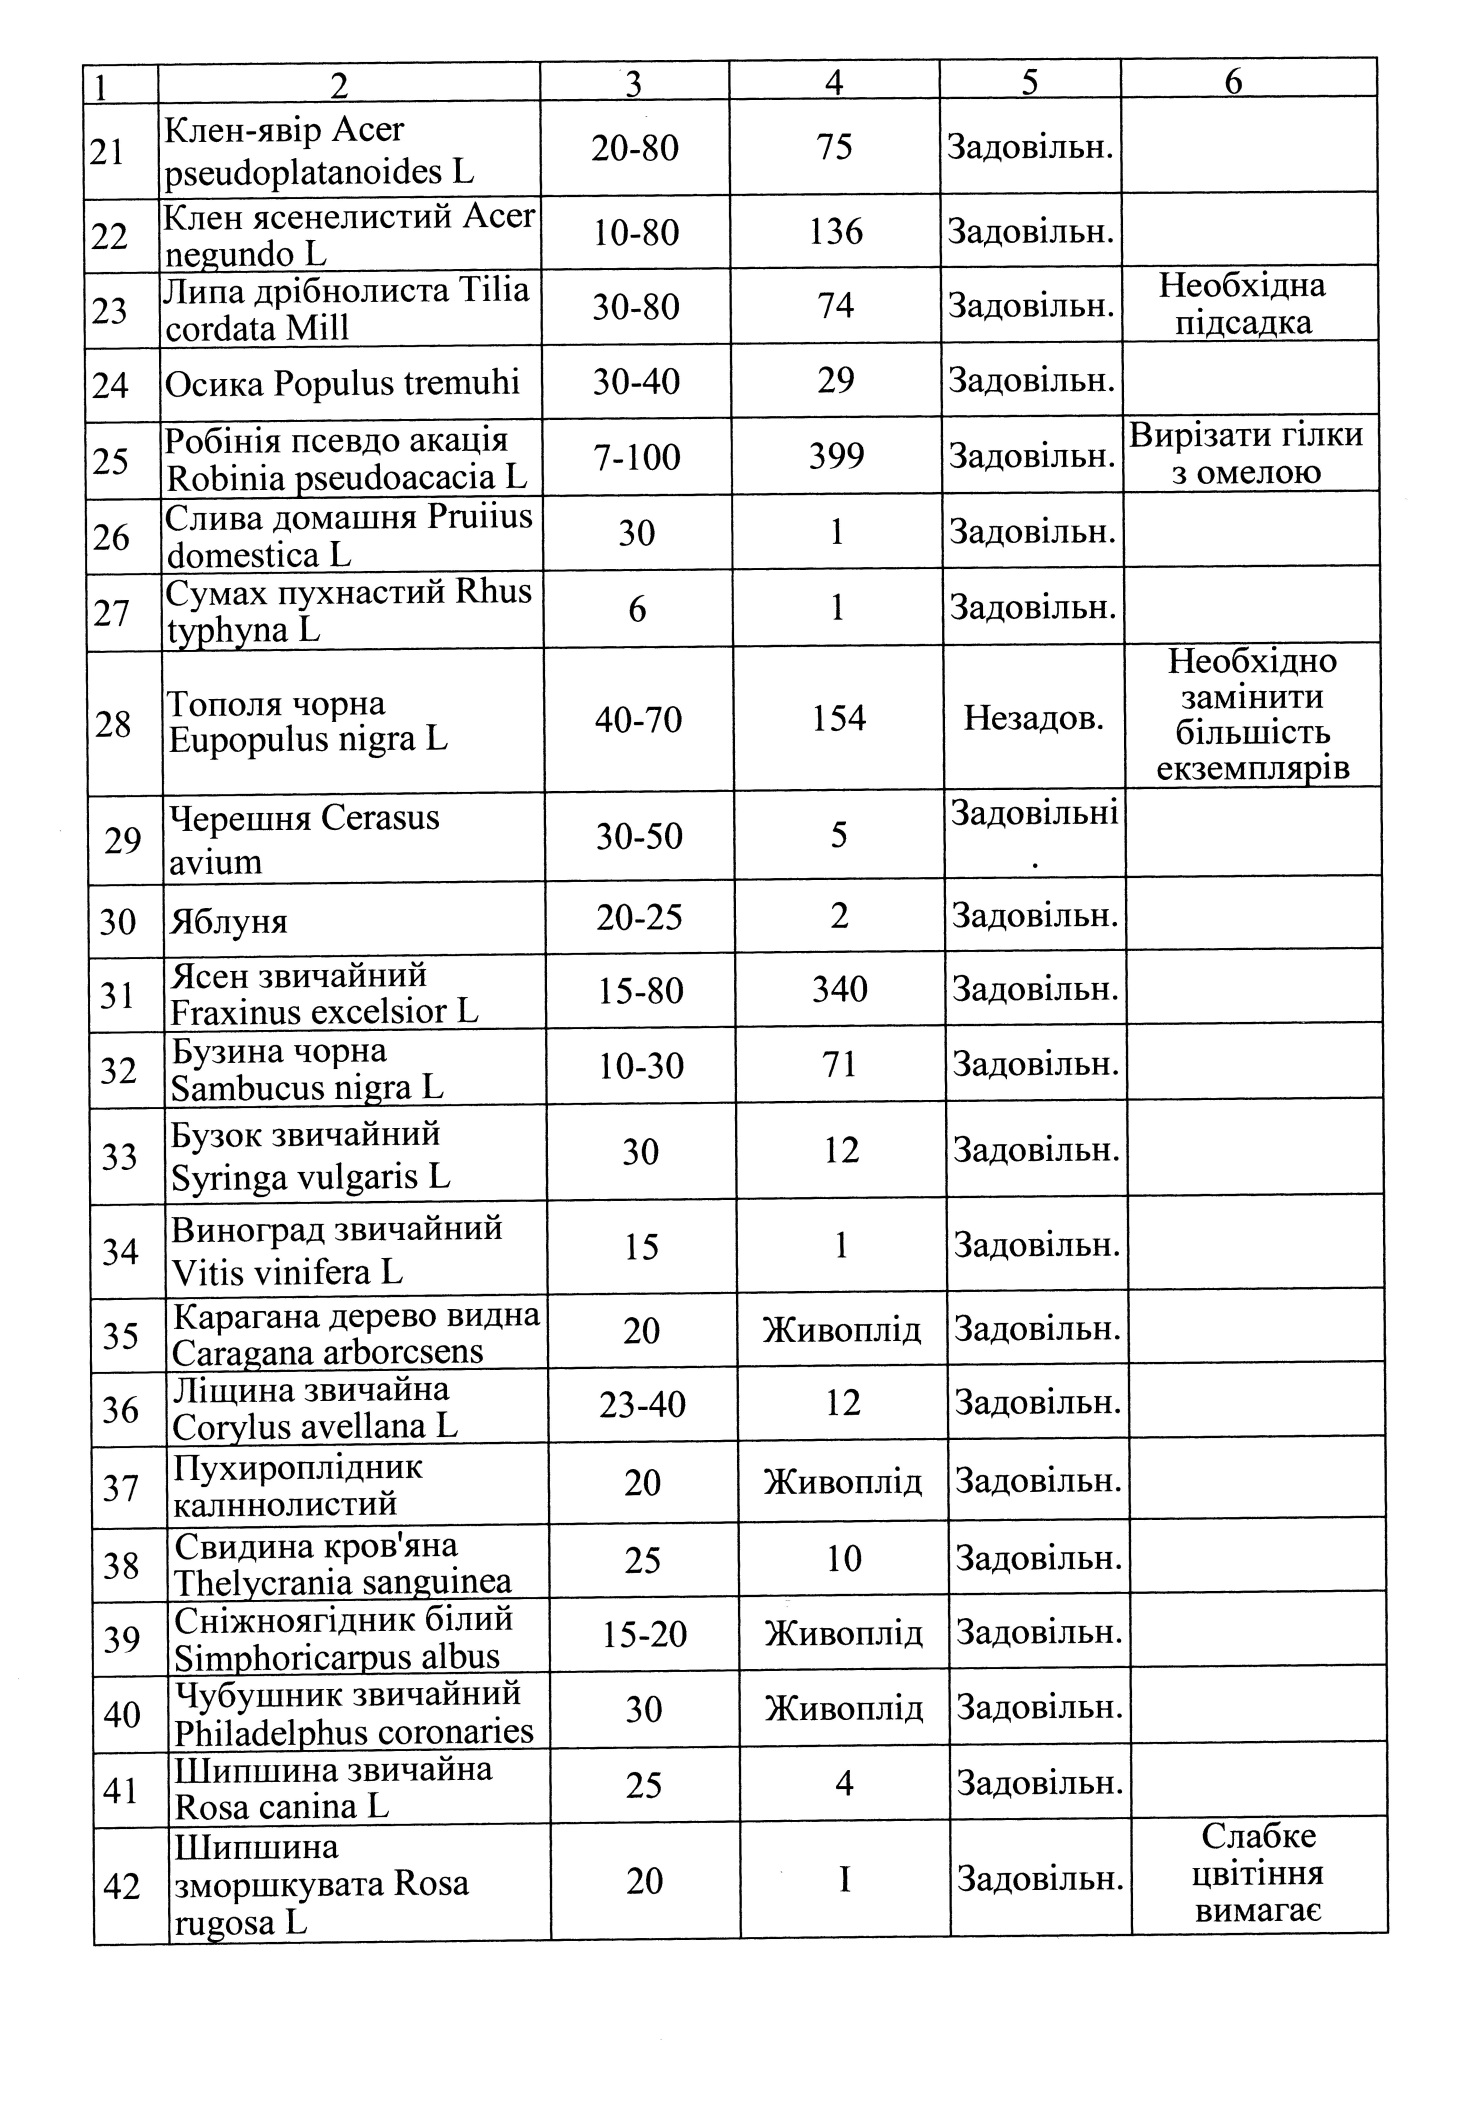 1 2 3 4 5 6
21 Клен-явір Acer pseudoplatanoides L 20-80 75 Задовільн.
22 Клен ясенелистий Acer negundo L 10-80 136 Задовільн.
23 Липа дрібнолиста Tilia cordata Mill 30-80 74 Задовільн. Необхідна підсадка
24 Осика Populus tremuhi 30-40 29 Задовільн.
25 Робінія псевдо акація Robinia pseudoacacia L 7-100 399 Задовільн. Вирізати гілки з омелою
26 Слива домашня Pruiius domestica L 30 1 Задовільн.
27 Сумах пухнастий Rhus typhyna L 6 1 Задовільн.
28 Тополя чорна Eupopulus nigra L 40-70 154 Незадов. Необхідно замінити більшість екземплярів
29 Черешня Cerasus avium 30-50 5 Задовільні .
30 Яблуня 20-25 2 Задовільн.
31 Ясен звичайний Fraxinus excelsior L 15-80 340 Задовільн.
32 Бузина чорна Sambucus nigra L 10-30 71 Задовільн.
33 Бузок звичайний Syringa vulgaris L 30 12 Задовільн.
34 Виноград звичайний Vitis vinifera L 15 1 Задовільн.
35 Карагана дерево видна Caragana arborcsens 20 Живоплід Задовільн.
36 Ліщина звичайна Corylus avellana L 23-40 12 Задовільн.
37 Пухироплідник калннолистий 20 Живоплід Задовільн.
38 Свидина кров'яна Thelycrania sanguinea 25 10 Задовільн.
39 Сніжноягідник білий Simphoricarpus albus 15-20 Живоплід Задовільн.
40 Чубушник звичайний Philadelphus coronaries 30 Живоплід Задовільн.
41 Шипшина звичайна Rosa canina L 25 4 Задовільн.
42 Шипшина зморшкувата Rosa rugosa L 20 I Задовільн. Слабке цвітіння вимагає